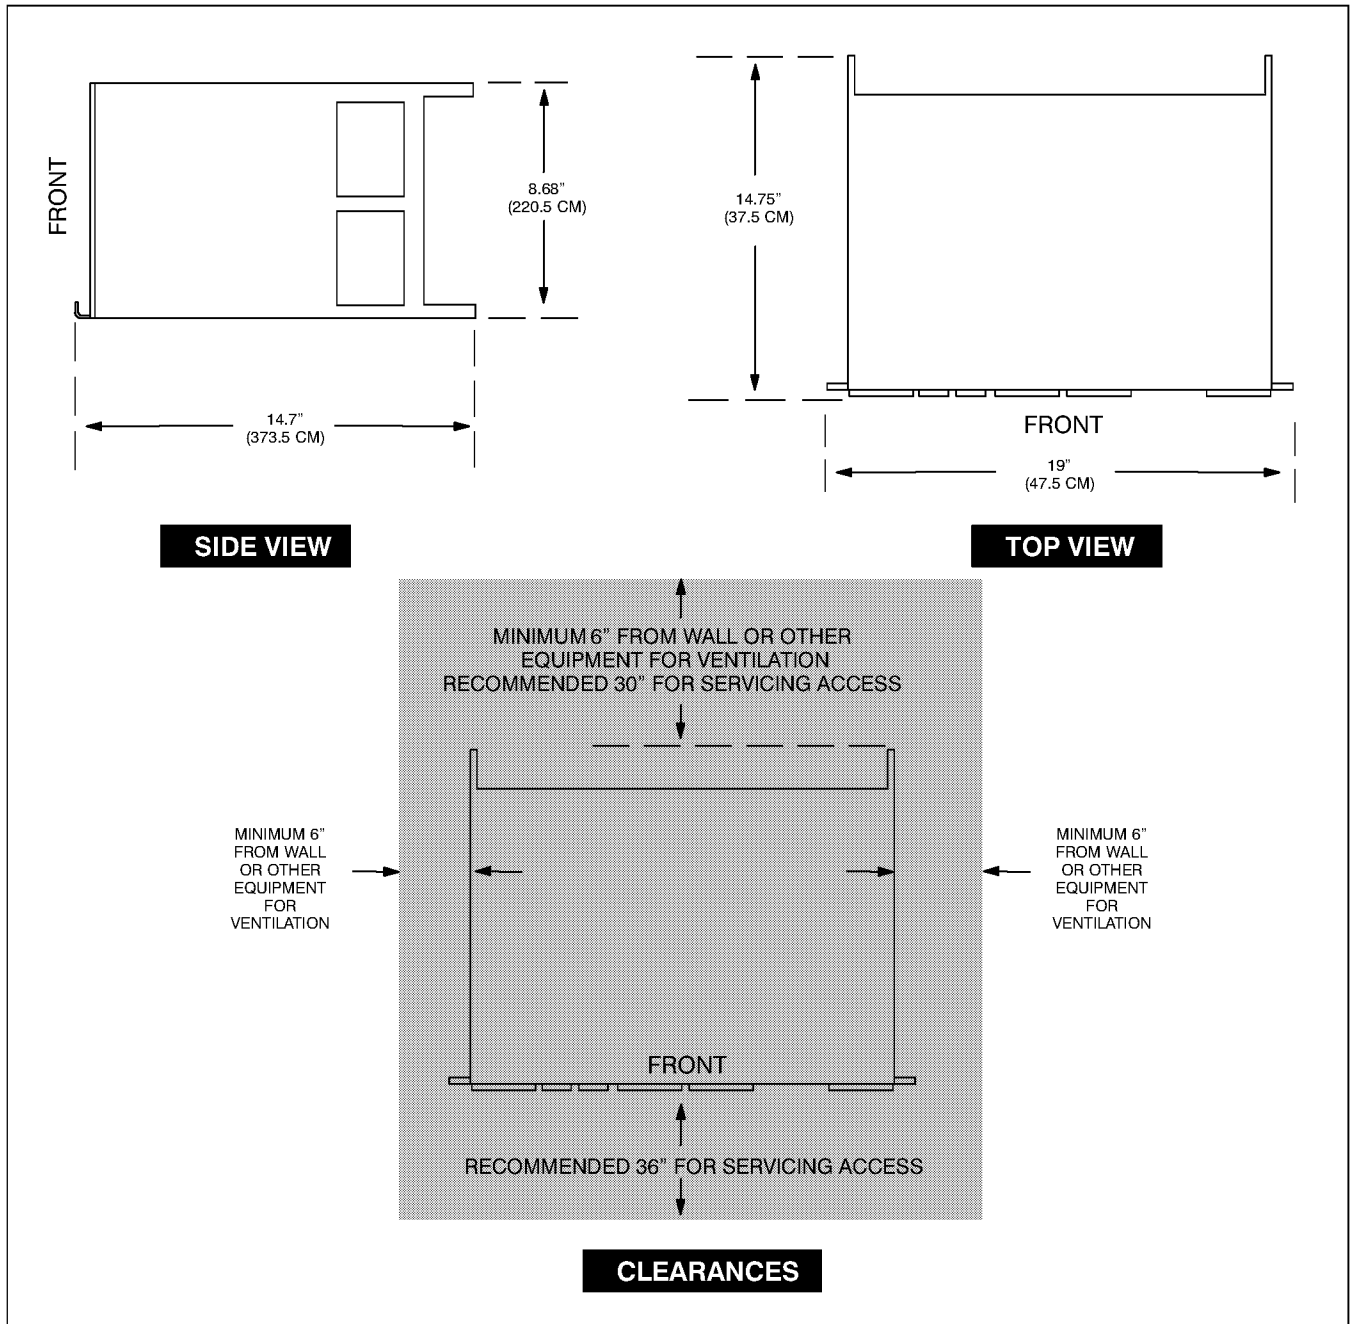 FRONT
8.68”
(220.5 CM)
14.7”
(373.5 CM)
SIDE VIEW
14.75”
(37.5 CM)
FRONT
19”
(47.5 CM)
TOP VIEW
MINIMUM 6” FROM WALL OR OTHER
EQUIPMENT FOR VENTILATION
RECOMMENDED 30” FOR SERVICING ACCESS
MINIMUM 6”
FROM WALL
OR OTHER
EQUIPMENT
FOR
VENTILATION
MINIMUM 6”
FROM WALL
OR OTHER
EQUIPMENT
FOR
VENTILATION
FRONT
RECOMMENDED 36” FOR SERVICING ACCESS
CLEARANCES